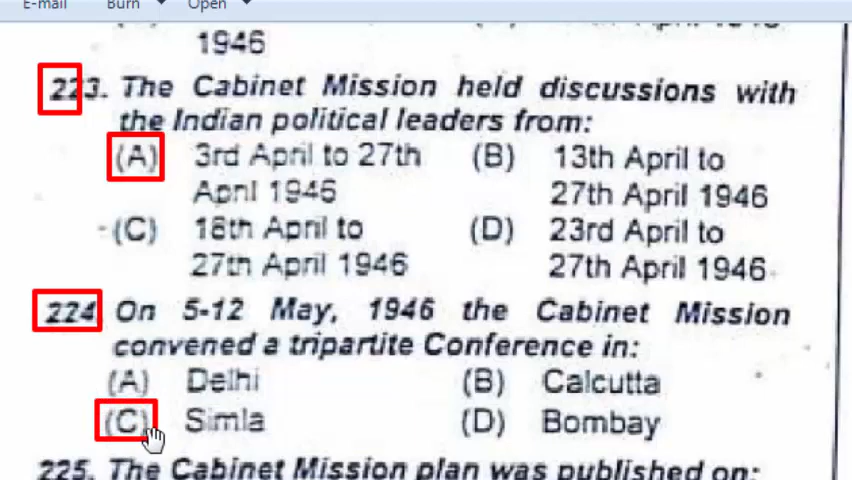 E-mail Burn Open
1946
223. The Cabinet Mission held discussions with
the Indian political leaders from:
(A) 3rd April to 27th (B) 13th April to
April 1946 27th April 1946
(C) 18th April to (D) 23rd April to
27th April 1946 27th April 1946
224 On 5-12 May, 1946 the Cabinet Mission
convened a tripartite Conference in:
(A) Delhi (B) Calcutta
(C) Simla (D) Bombay
225. The Cabinet Mission plan was published on: